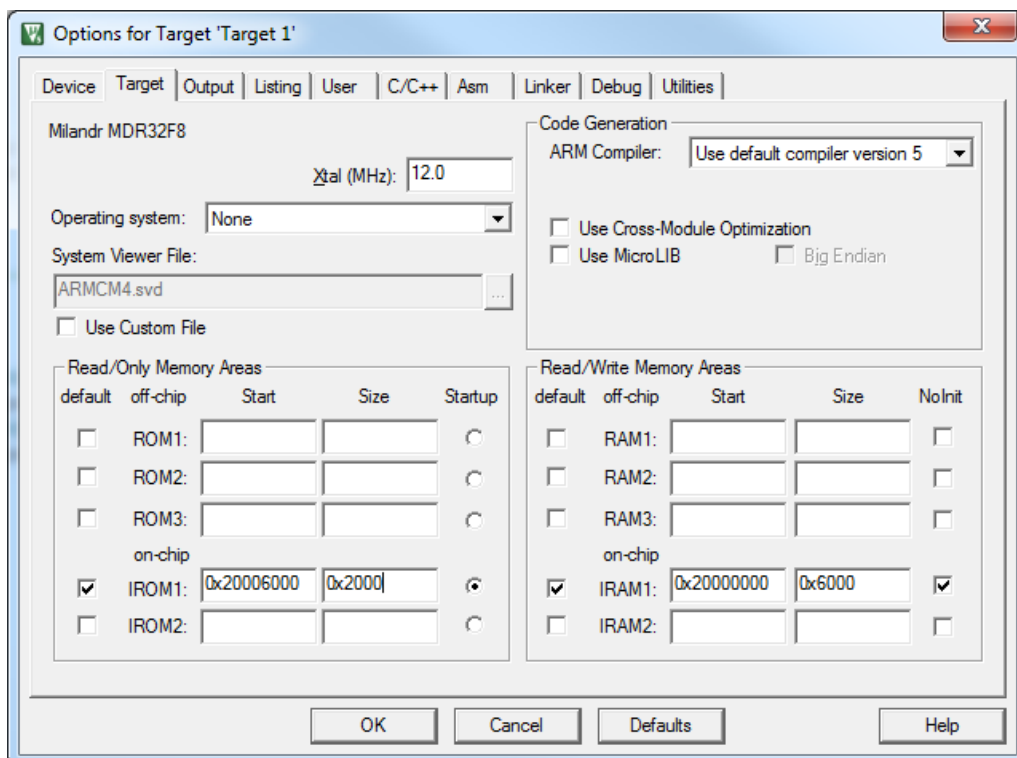 Options for Target 'Target 1'
Device Target Output Listing User C/C++ Asm Linker Debug Utilities
Milandr MDR32F8
Xtal (MHz): 12.0
Operating system: None
System Viewer File:
ARMCM4.svd ...
Use Custom File
Code Generation
ARM Compiler: Use default compiler version 5
Use Cross-Module Optimization
Use MicroLIB Big Endian
Read/Only Memory Areas
default off-chip Start Size Startup
ROM1:
ROM2:
ROM3:
on-chip
IROM1: 0x20006000 0x2000
IROM2:
Read/Write Memory Areas
default off-chip Start Size NoInit
RAM1:
RAM2:
RAM3:
on-chip
IRAM1: 0x20000000 0x6000
IRAM2:
OK Cancel Defaults Help